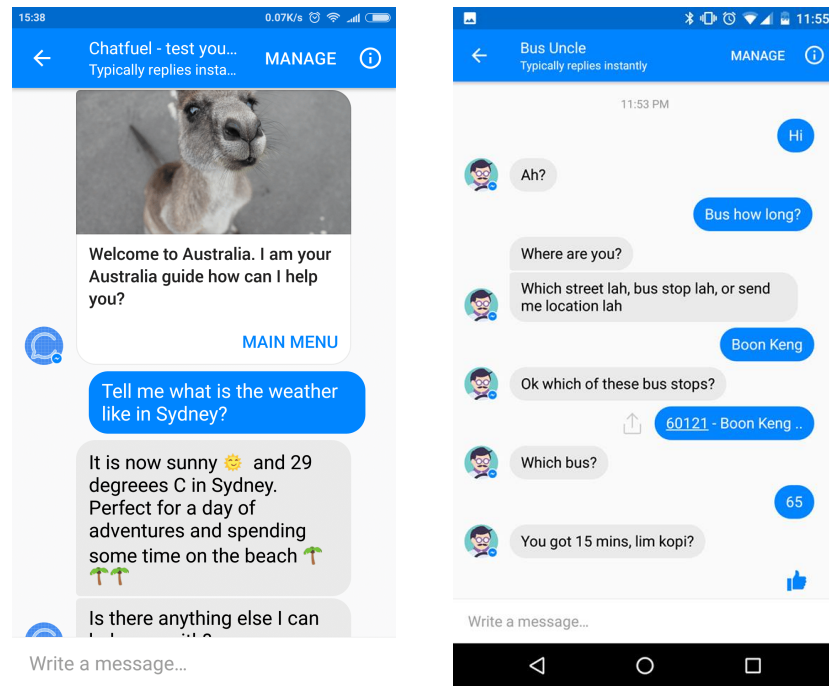 15:38
0.07K/s
Chatfuel - test you...
Typically replies insta...
MANAGE
Welcome to Australia. I am your
Australia guide how can I help
you?
MAIN MENU
Tell me what is the weather
like in Sydney?
It is now sunny 🌞 and 29
degreees C in Sydney.
Perfect for a day of
adventures and spending
some time on the beach 🌴
🌴🌴
Is there anything else I can
Write a message...
11:55
Bus Uncle
Typically replies instantly
MANAGE
11:53 PM
Hi
Ah?
Bus how long?
Where are you?
Which street lah, bus stop lah, or send
me location lah
Boon Keng
Ok which of these bus stops?
60121 - Boon Keng ..
Which bus?
65
You got 15 mins, lim kopi?
Write a message...